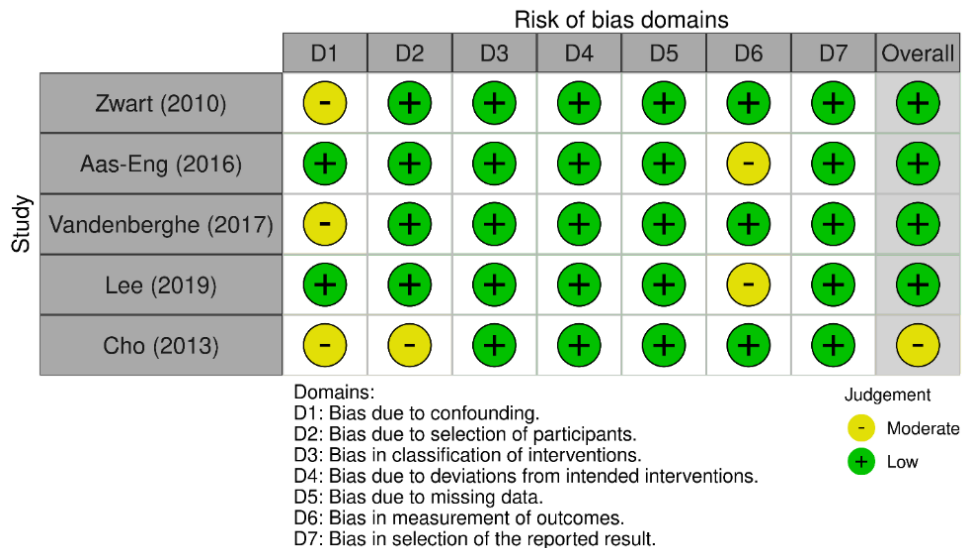 Risk of bias domains
D1 D2 D3 D4 D5 D6 D7 Overall
Study
Zwart (2010) - + + + + + + +
Aas-Eng (2016) + + + + + - + +
Vandenberghe (2017) - + + + + + + +
Lee (2019) + + + + + - + +
Cho (2013) - - + + + + + -
Domains:
D1: Bias due to confounding.
D2: Bias due to selection of participants.
D3: Bias in classification of interventions.
D4: Bias due to deviations from intended interventions.
D5: Bias due to missing data.
D6: Bias in measurement of outcomes.
D7: Bias in selection of the reported result.
Judgement
- Moderate
+ Low